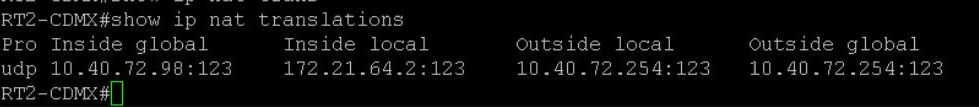 RT2-CDMX#show ip nat translations
Pro Inside global Inside local Outside local Outside global
udp 10.40.72.98:123 172.21.64.2:123 10.40.72.254:123 10.40.72.254:123
RT2-CDMX#